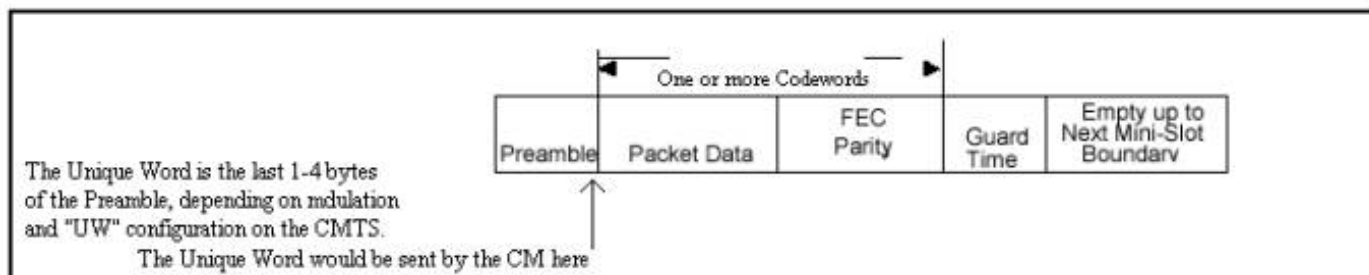 One or more Codewords
Preamble
Packet Data
FEC
Parity
Guard
Time
Empty up to
Next Mini-Slot
Boundary
The Unique Word is the last 1-4 bytes
of the Preamble, depending on mdulation
and "UW" configuration on the CMTS.
The Unique Word would be sent by the CM here